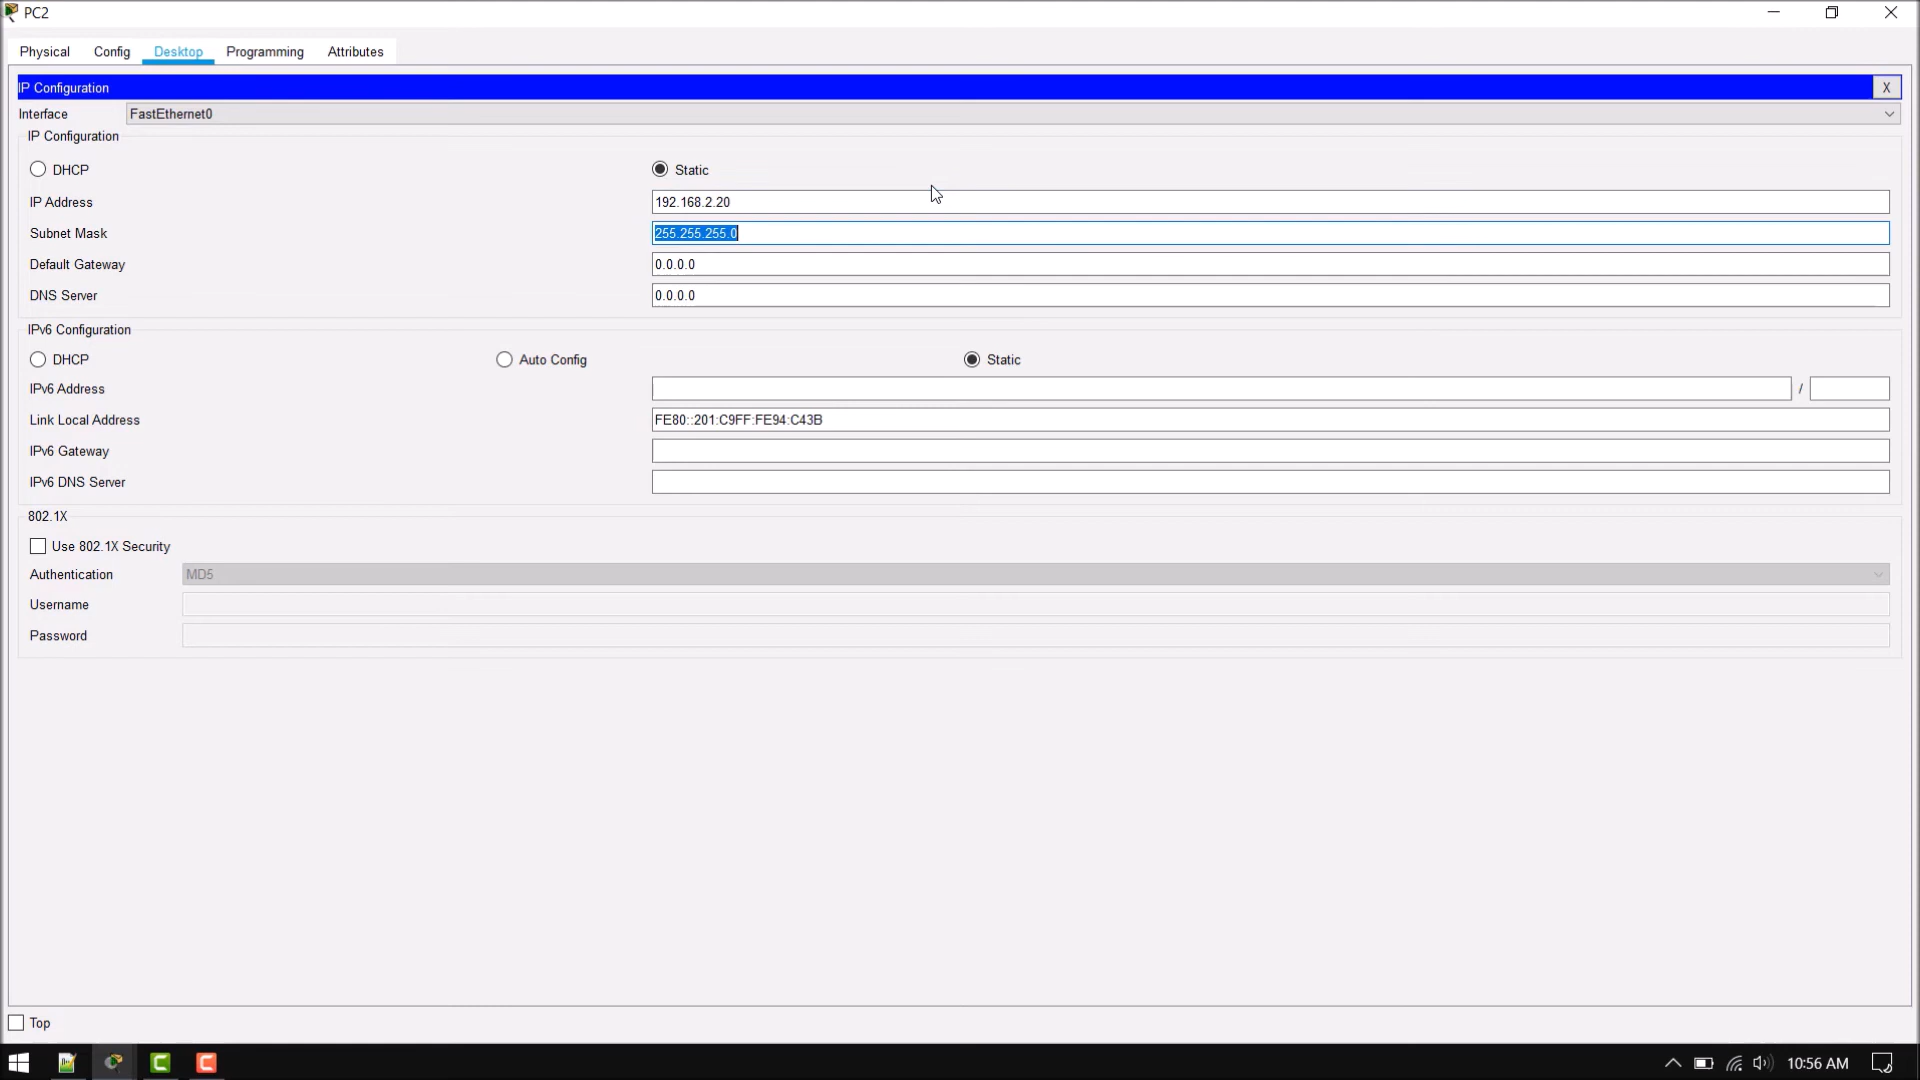 PC2
Physical Config Desktop Programming Attributes
IP Configuration X
Interface FastEthernet0
IP Configuration
DHCP Static
IP Address 192.168.2.20
Subnet Mask 255.255.255.0
Default Gateway 0.0.0.0
DNS Server 0.0.0.0
IPv6 Configuration
DHCP Auto Config Static
IPv6 Address /
Link Local Address FE80::201:C9FF:FE94:C43B
IPv6 Gateway
IPv6 DNS Server
802.1X
Use 802.1X Security
Authentication MD5
Username
Password
Top
10:56 AM